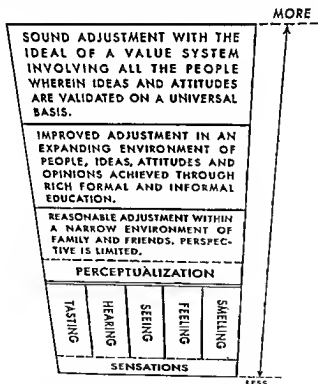 MORE
SOUND ADJUSTMENT WITH THE
IDEAL OF A VALUE SYSTEM
INVOLVING ALL THE PEOPLE
WHEREIN IDEAS AND ATTITUDES
ARE VALIDATED ON A UNIVERSAL
BASIS.
IMPROVED ADJUSTMENT IN AN
EXPANDING ENVIRONMENT OF
PEOPLE, IDEAS, ATTITUDES AND
OPINIONS ACHIEVED THROUGH
RICH FORMAL AND INFORMAL
EDUCATION.
REASONABLE ADJUSTMENT WITHIN
A NARROW ENVIRONMENT OF
FAMILY AND FRIENDS. PERSPEC-
TIVE IS LIMITED.
PERCEPTUALIZATION
TASTING
HEARING
SEEING
FEELING
SMELLING
SENSATIONS
LESS